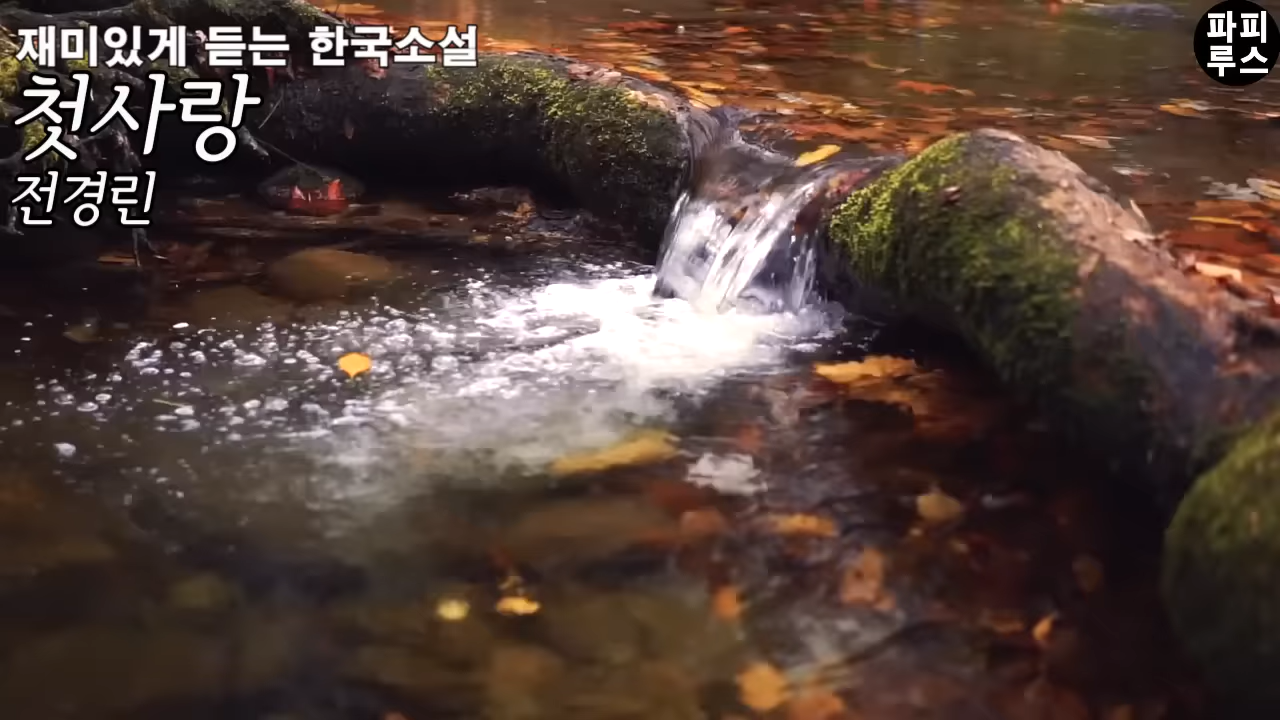 재미있게 듣는 한국소설
첫사랑
전경린
파피
루스